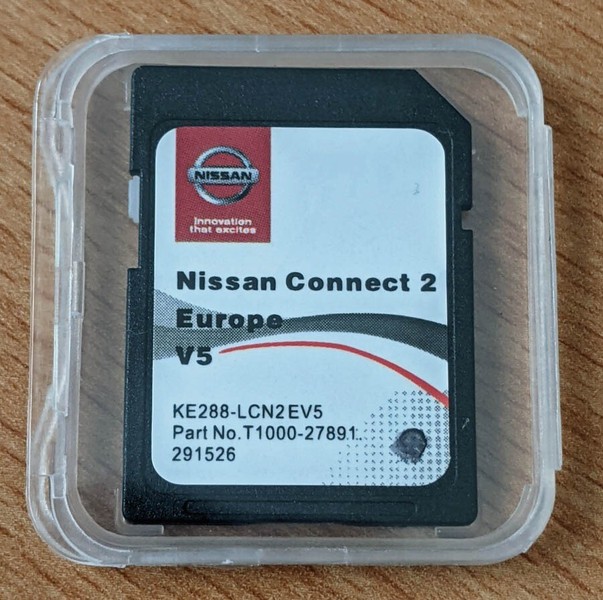 NISSAN
Innovation
that excites
Nissan Connect 2
Europe
V5
KE288-LCN2EV5
Part No.T1000-27891.
291526